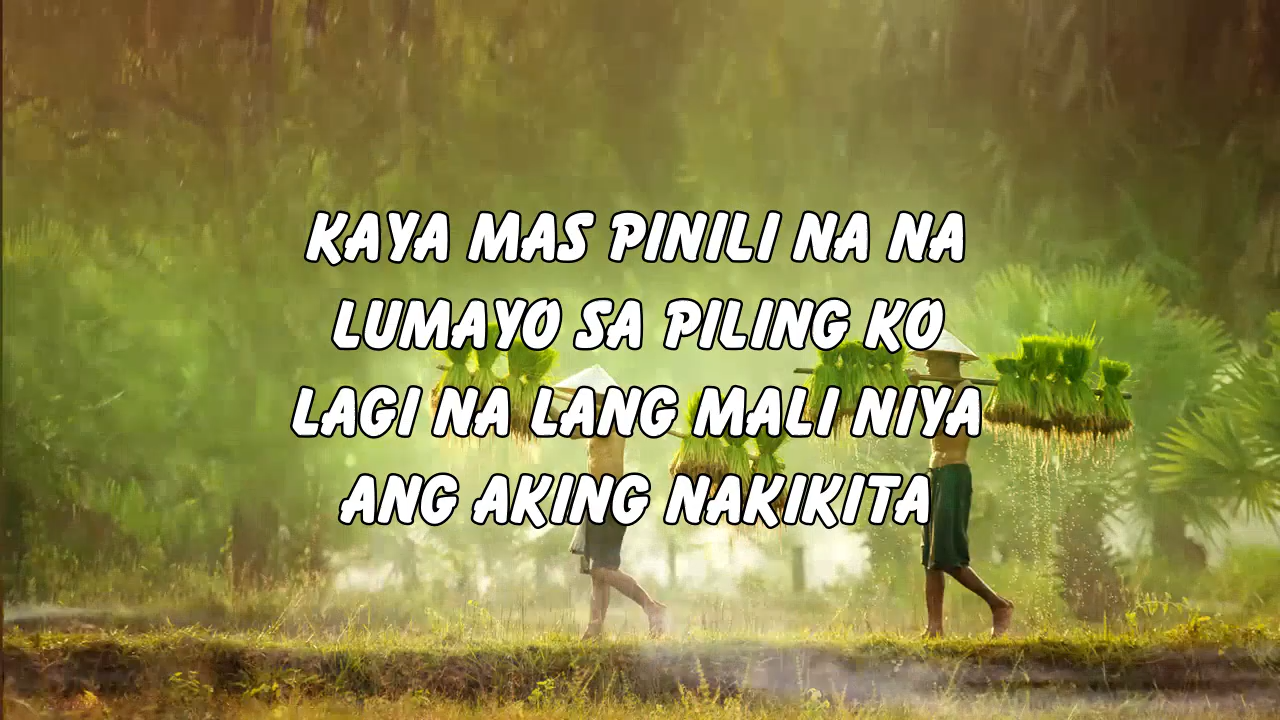 KAYA MAS PINILI NA NA
LUMAYO SA PILING KO
LAGI NA LANG MALI NIYA
ANG AKING NAKIKITA